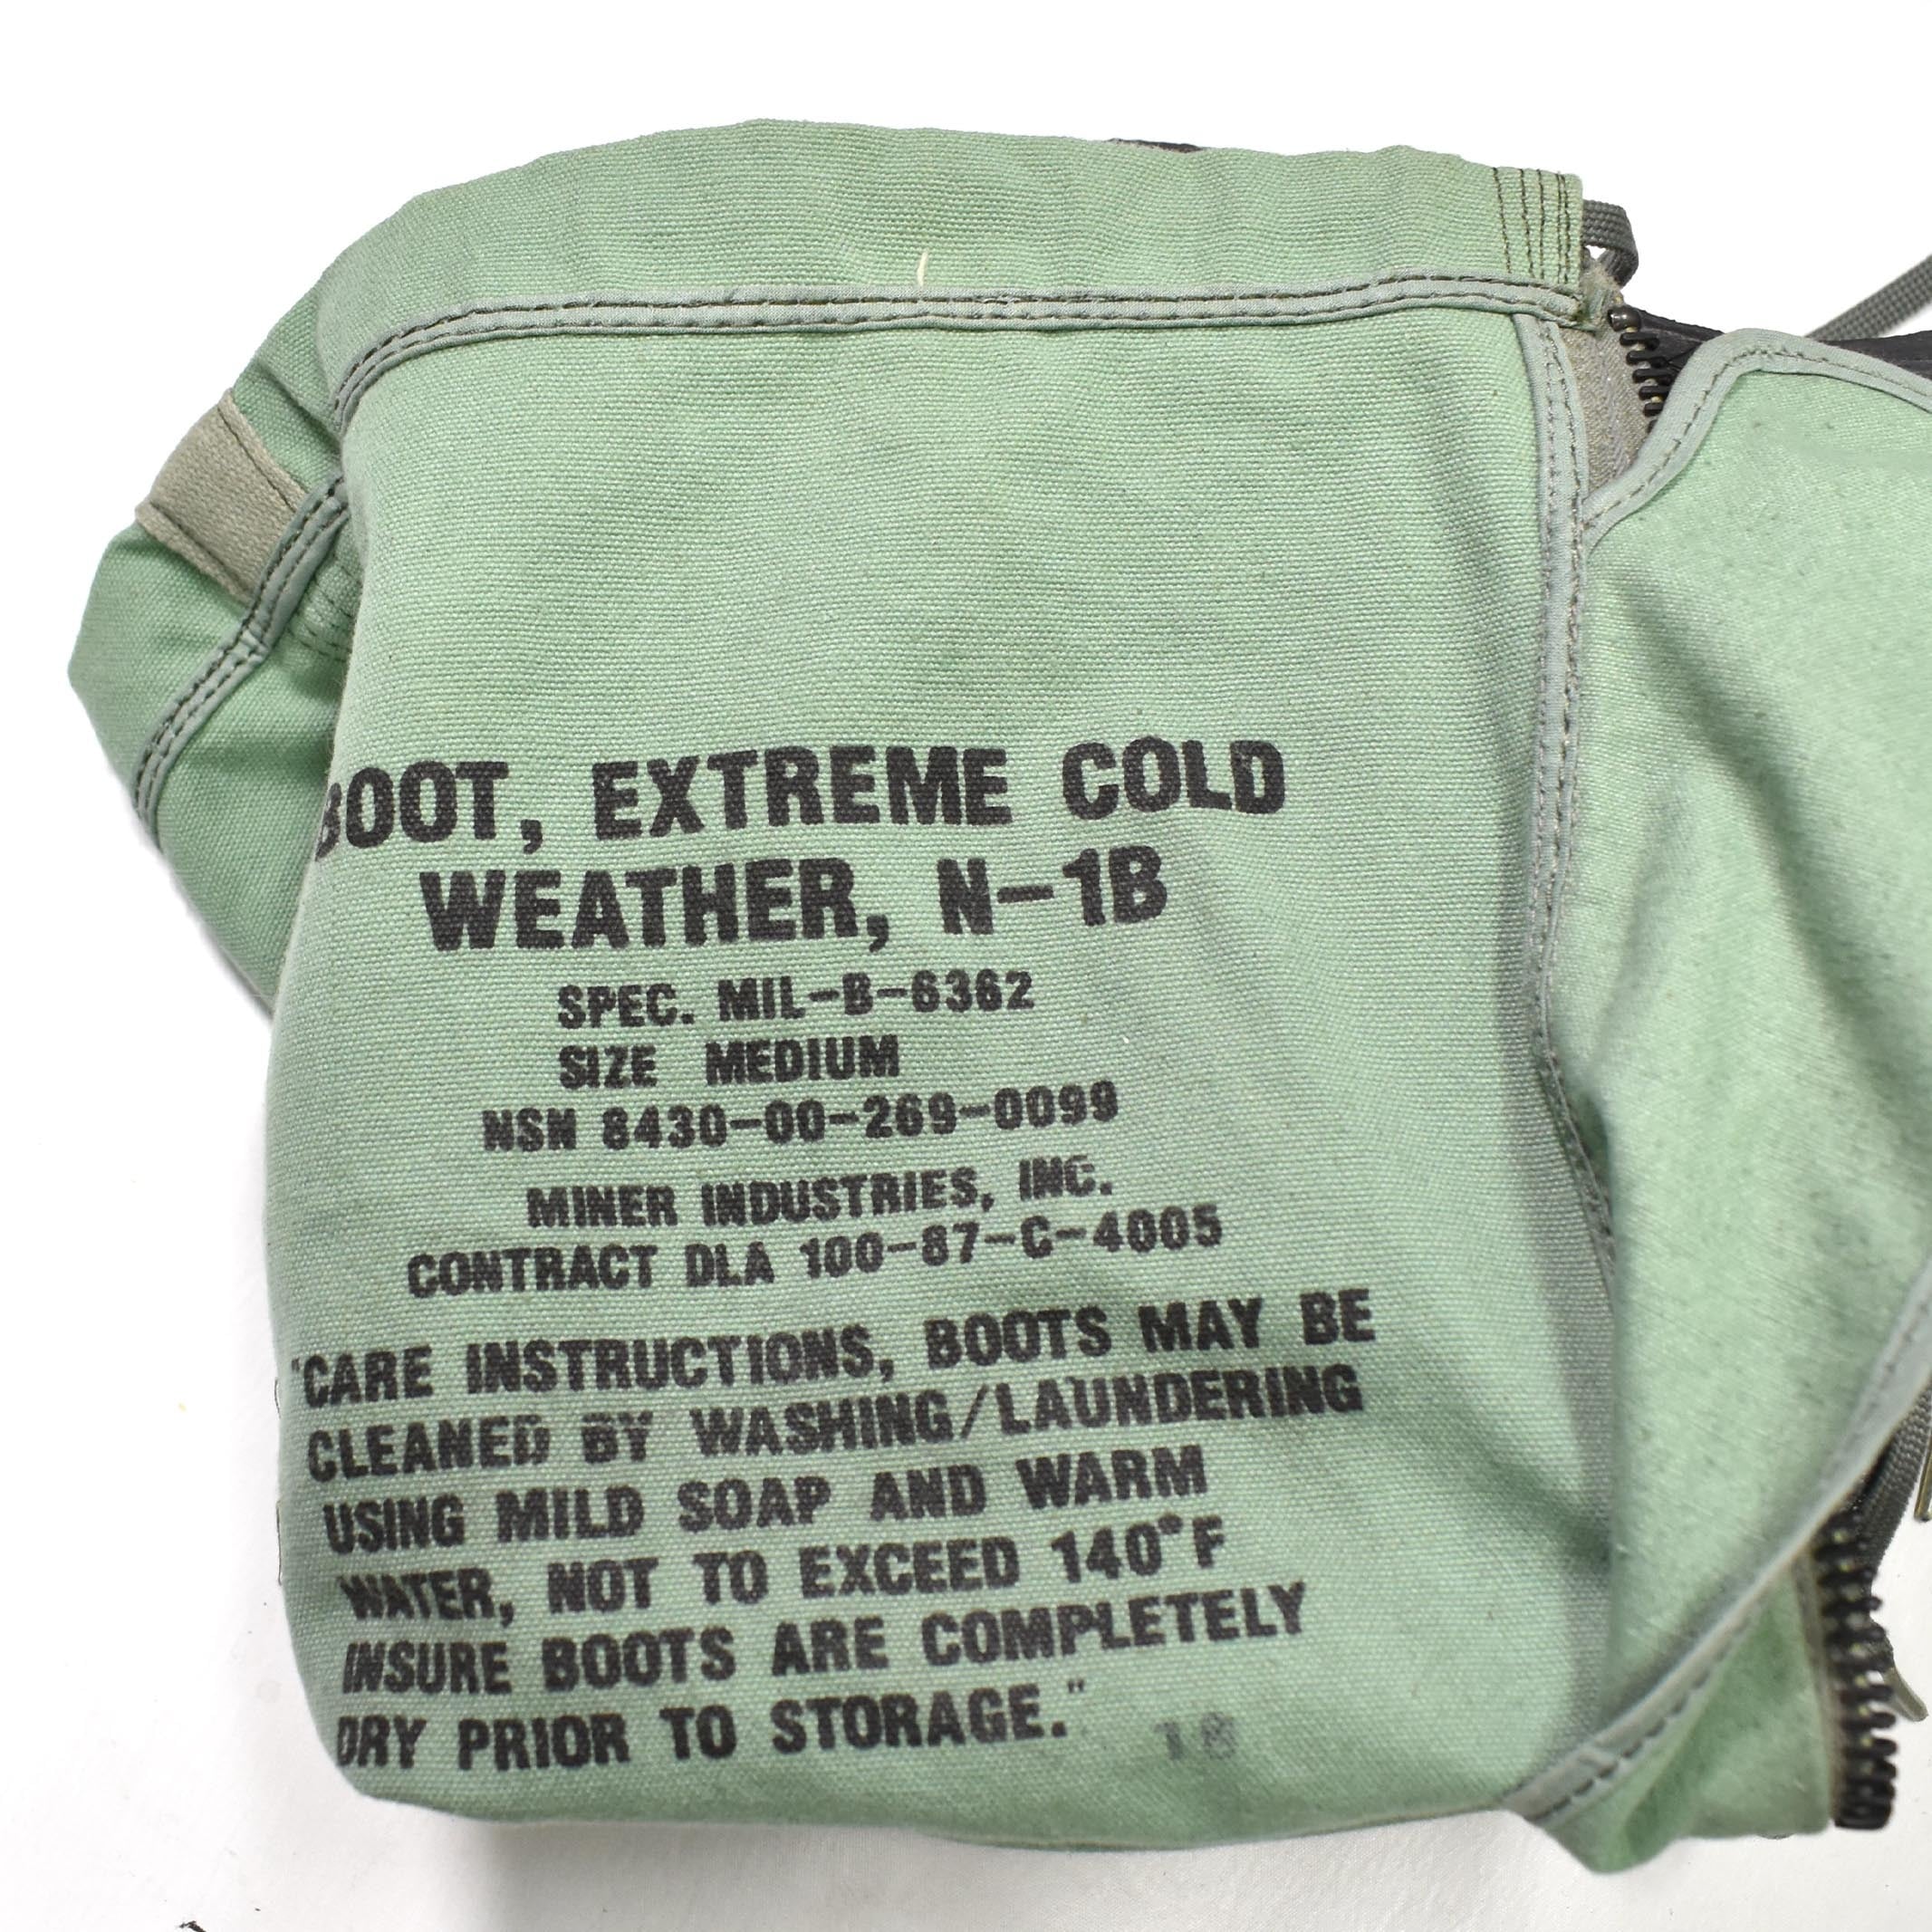 BOOT, EXTREME COLD
WEATHER, N-1B
SPEC. MIL-B-6362
SIZE MEDIUM
NSN 8430-00-269-0099
MINER INDUSTRIES, INC.
CONTRACT DLA 100-87-C-4005
"CARE INSTRUCTIONS, BOOTS MAY BE
CLEANED BY WASHING/LAUNDERING
USING MILD SOAP AND WARM
WATER, NOT TO EXCEED 140°F
INSURE BOOTS ARE COMPLETELY
DRY PRIOR TO STORAGE."